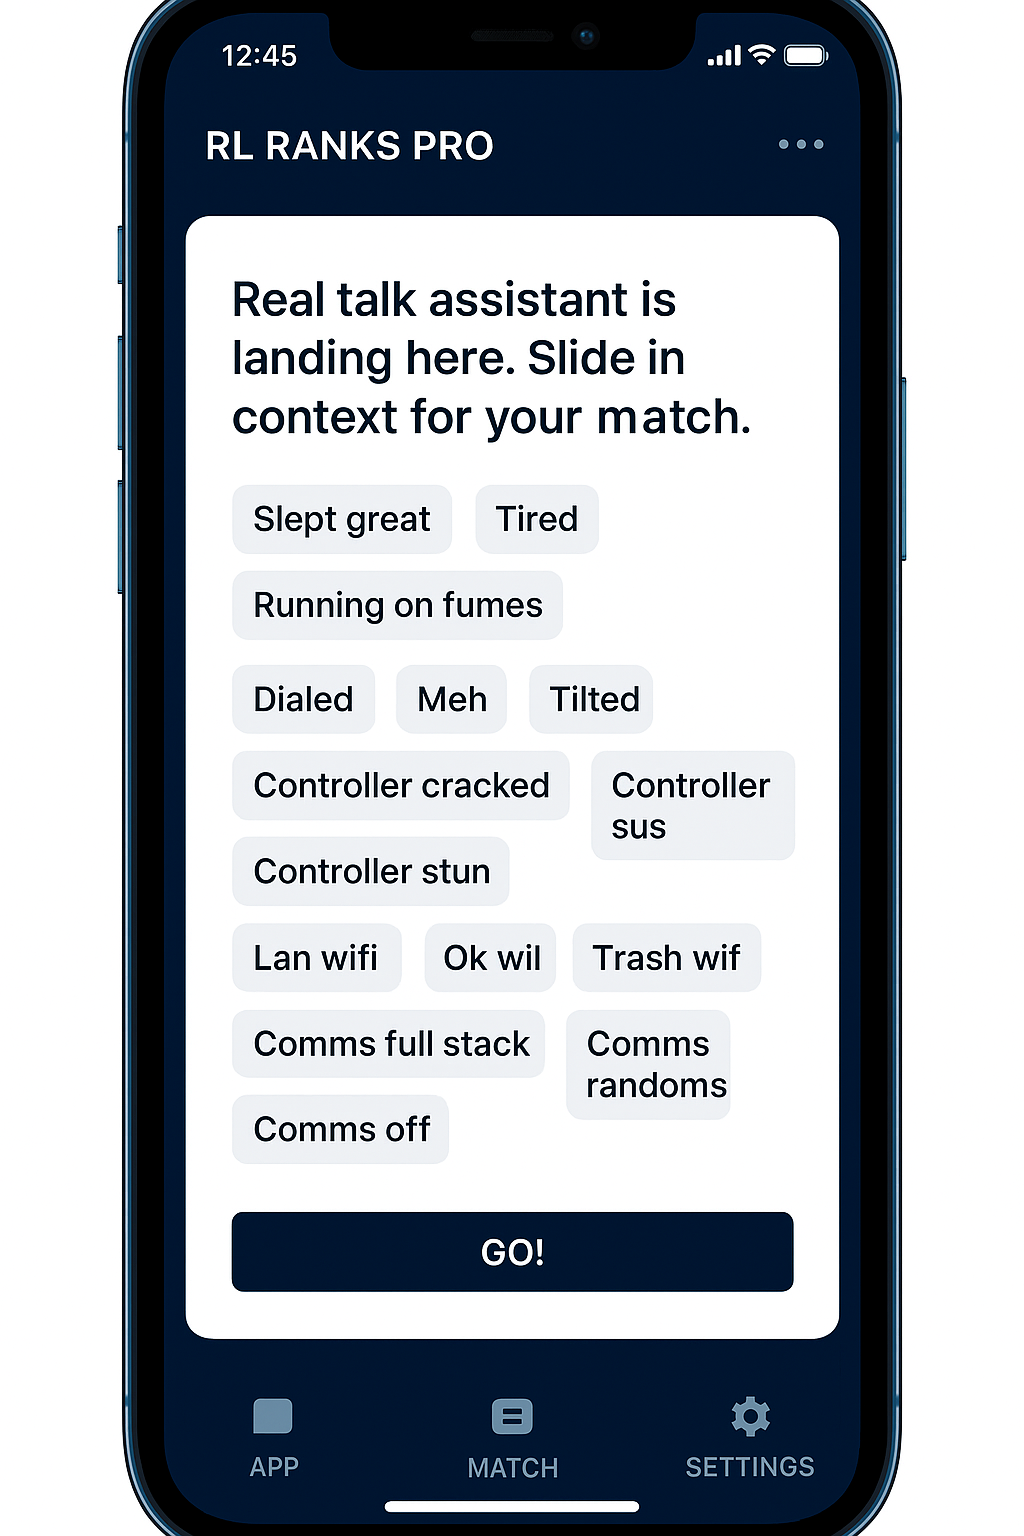 12:45
RL RANKS PRO
Real talk assistant is
landing here. Slide in
context for your match.
Slept great Tired
Running on fumes
Dialed Meh Tilted
Controller cracked Controller
sus
Controller stun
Lan wifi Ok wil Trash wif
Comms full stack Comms
randoms
Comms off
GO!
APP MATCH SETTINGS